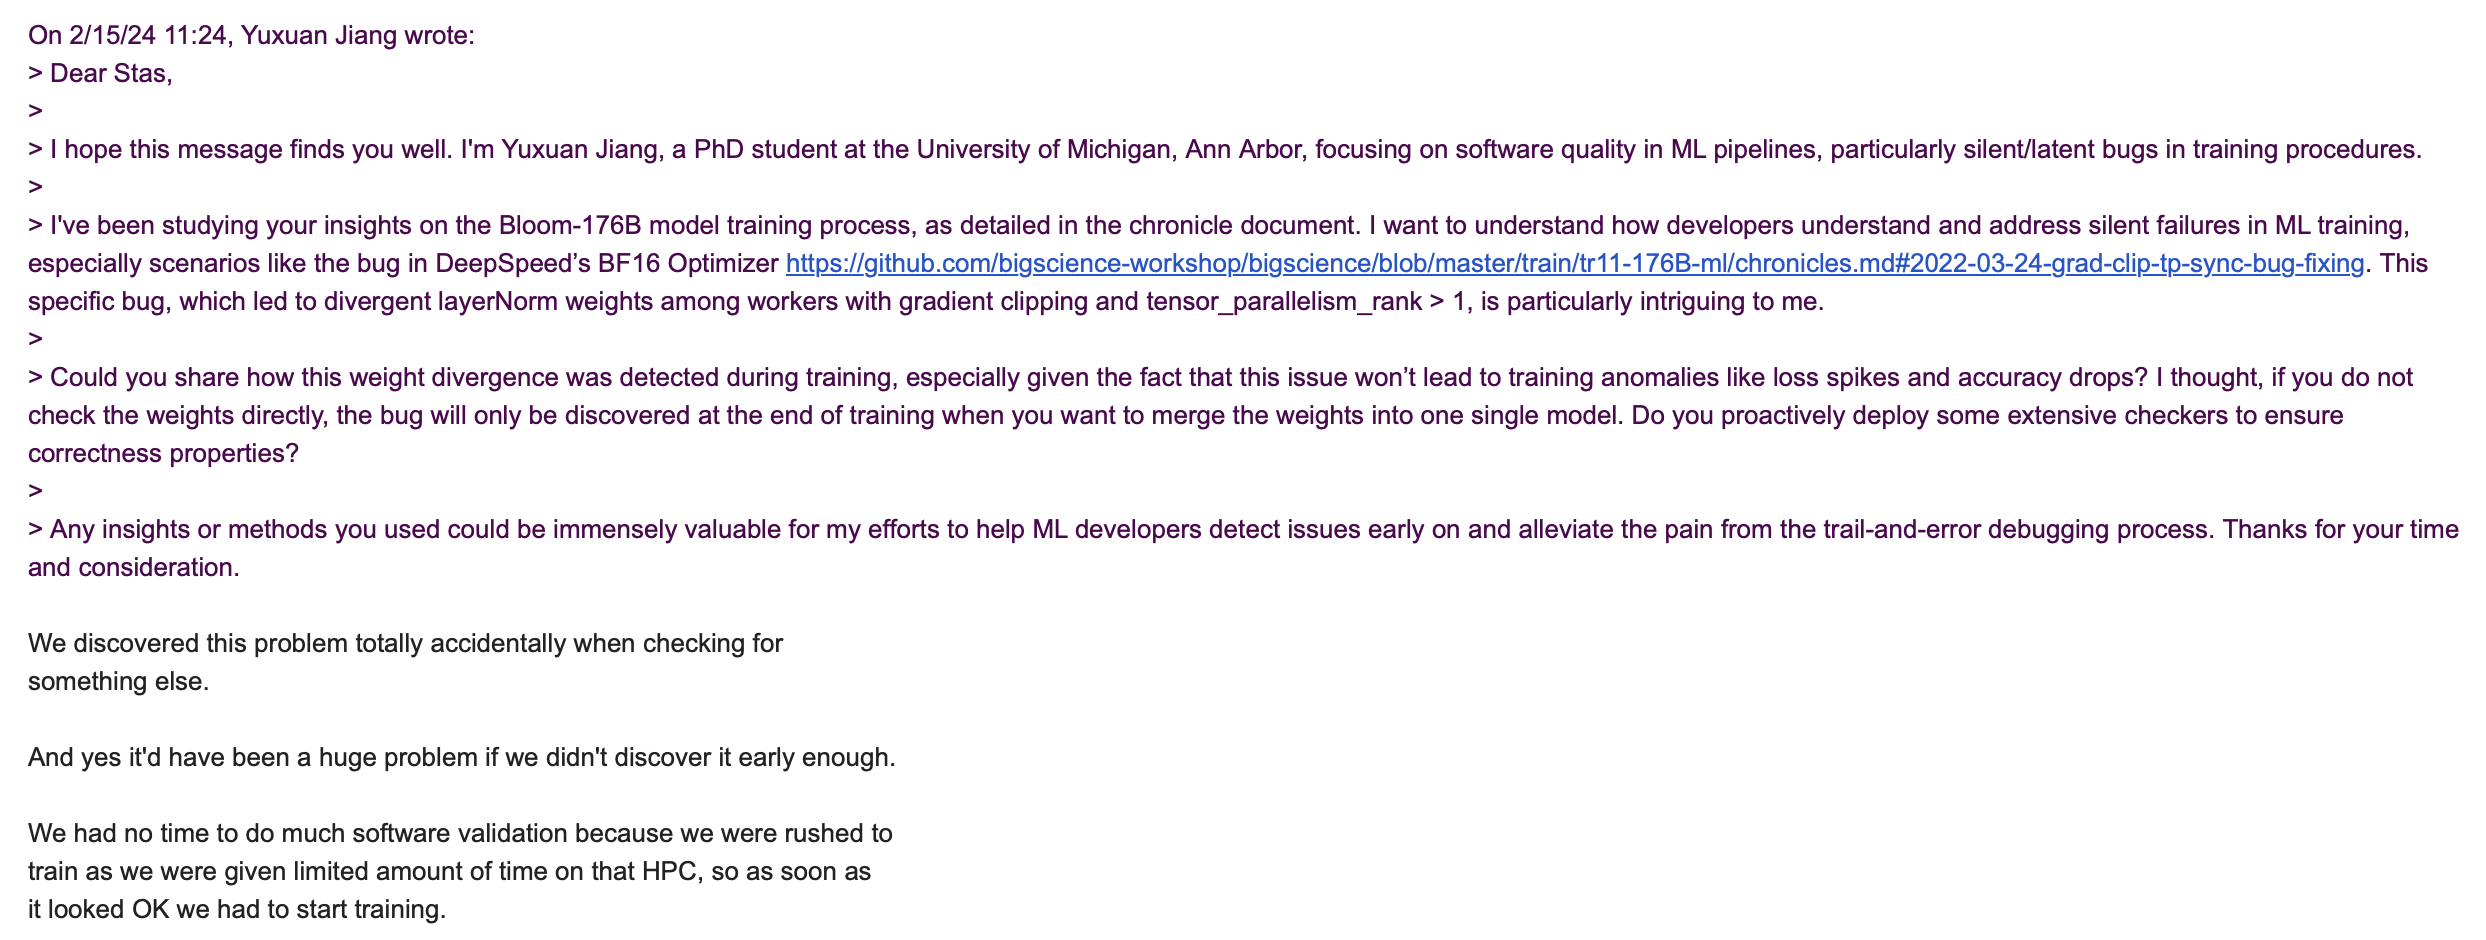 On 2/15/24 11:24, Yuxuan Jiang wrote:
> Dear Stas,
>
> I hope this message finds you well. I'm Yuxuan Jiang, a PhD student at the University of Michigan, Ann Arbor, focusing on software quality in ML pipelines, particularly silent/latent bugs in training procedures.
>
> I've been studying your insights on the Bloom-176B model training process, as detailed in the chronicle document. I want to understand how developers understand and address silent failures in ML training,
especially scenarios like the bug in DeepSpeed’s BF16 Optimizer https://github.com/bigscience-workshop/bigscience/blob/master/train/tr11-176B-ml/chronicles.md#2022-03-24-grad-clip-tp-sync-bug-fixing. This
specific bug, which led to divergent layerNorm weights among workers with gradient clipping and tensor_parallelism_rank > 1, is particularly intriguing to me.
>
> Could you share how this weight divergence was detected during training, especially given the fact that this issue won’t lead to training anomalies like loss spikes and accuracy drops? I thought, if you do not
check the weights directly, the bug will only be discovered at the end of training when you want to merge the weights into one single model. Do you proactively deploy some extensive checkers to ensure
correctness properties?
>
> Any insights or methods you used could be immensely valuable for my efforts to help ML developers detect issues early on and alleviate the pain from the trail-and-error debugging process. Thanks for your time
and consideration.

We discovered this problem totally accidentally when checking for
something else.

And yes it'd have been a huge problem if we didn't discover it early enough.

We had no time to do much software validation because we were rushed to
train as we were given limited amount of time on that HPC, so as soon as
it looked OK we had to start training.